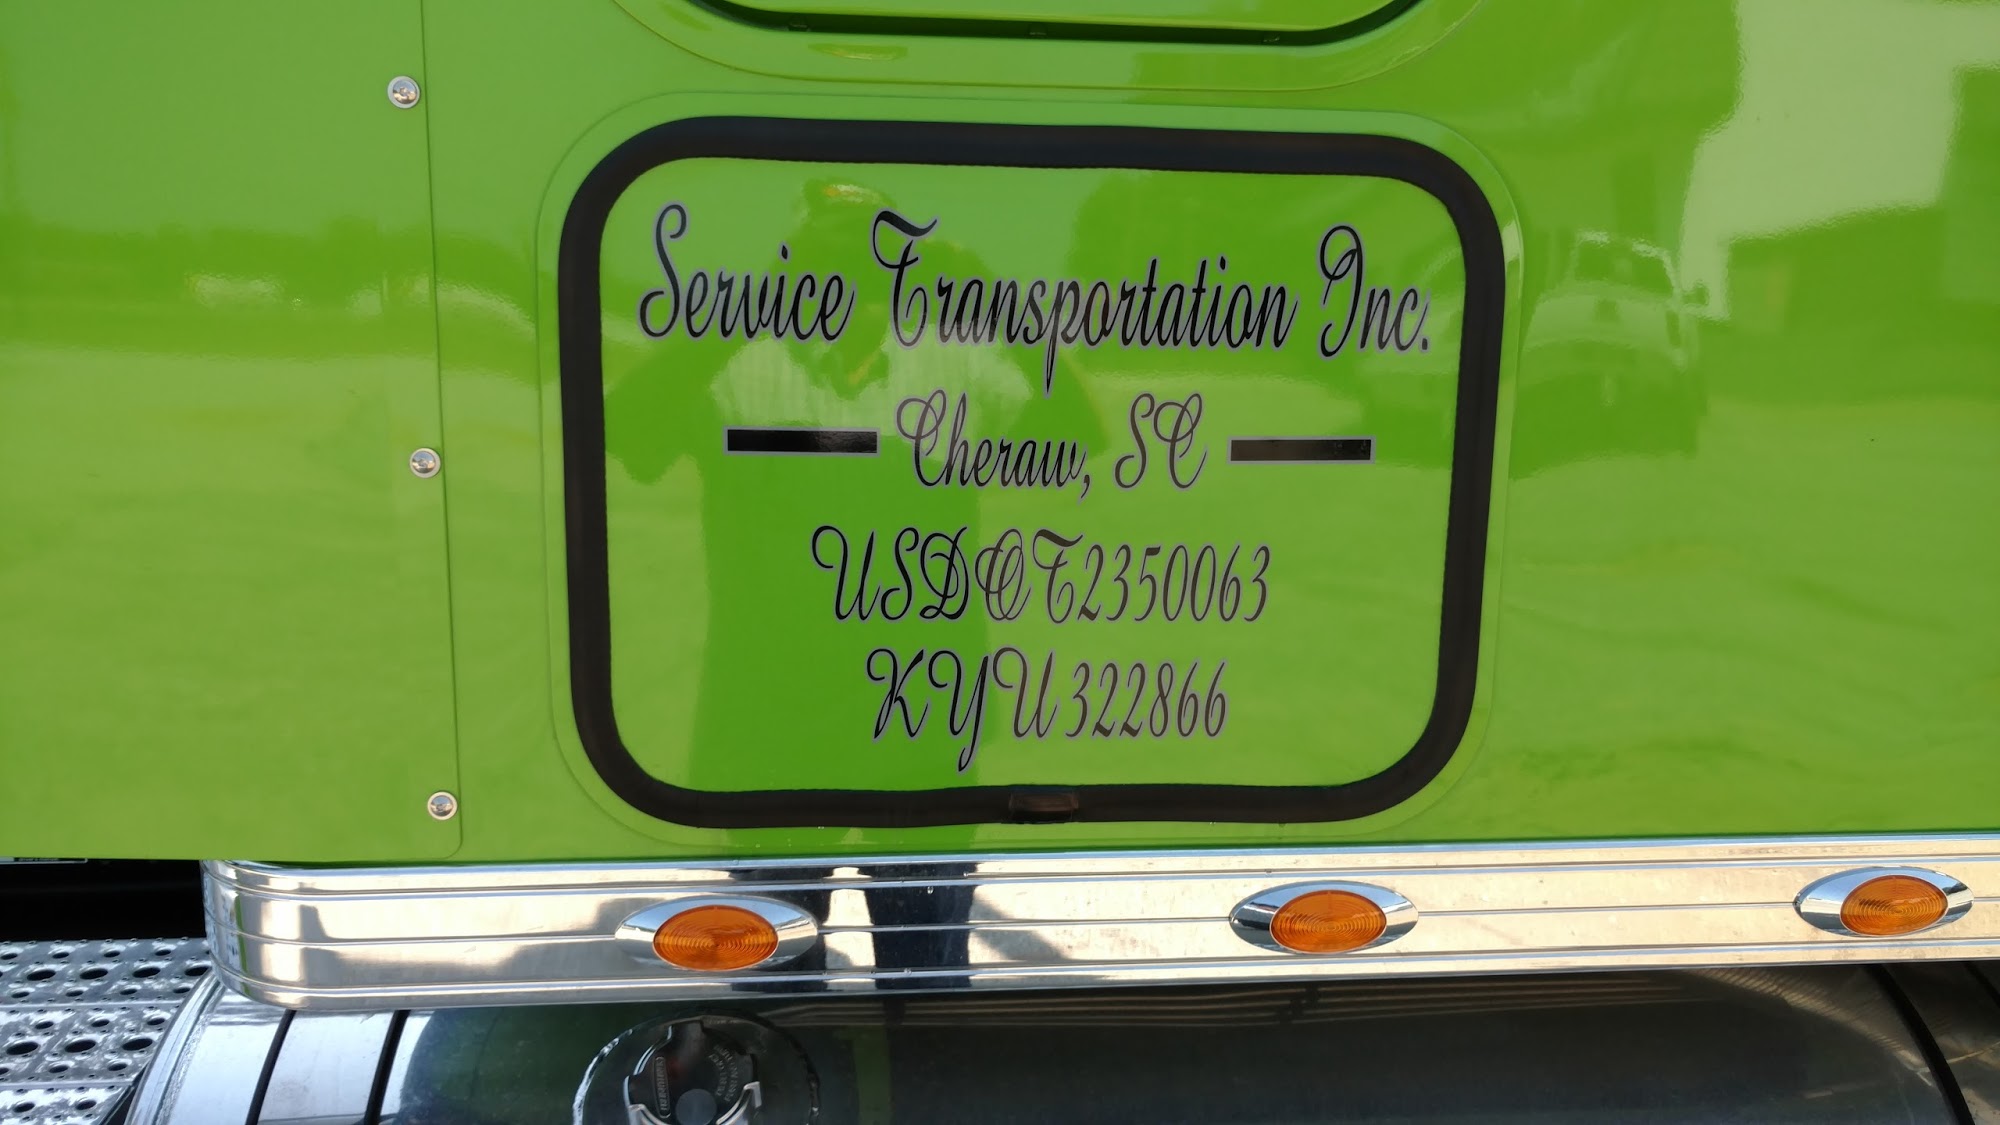 Service Transportation Inc.
Cheraw, SC
USDOT2350063
KYU322866